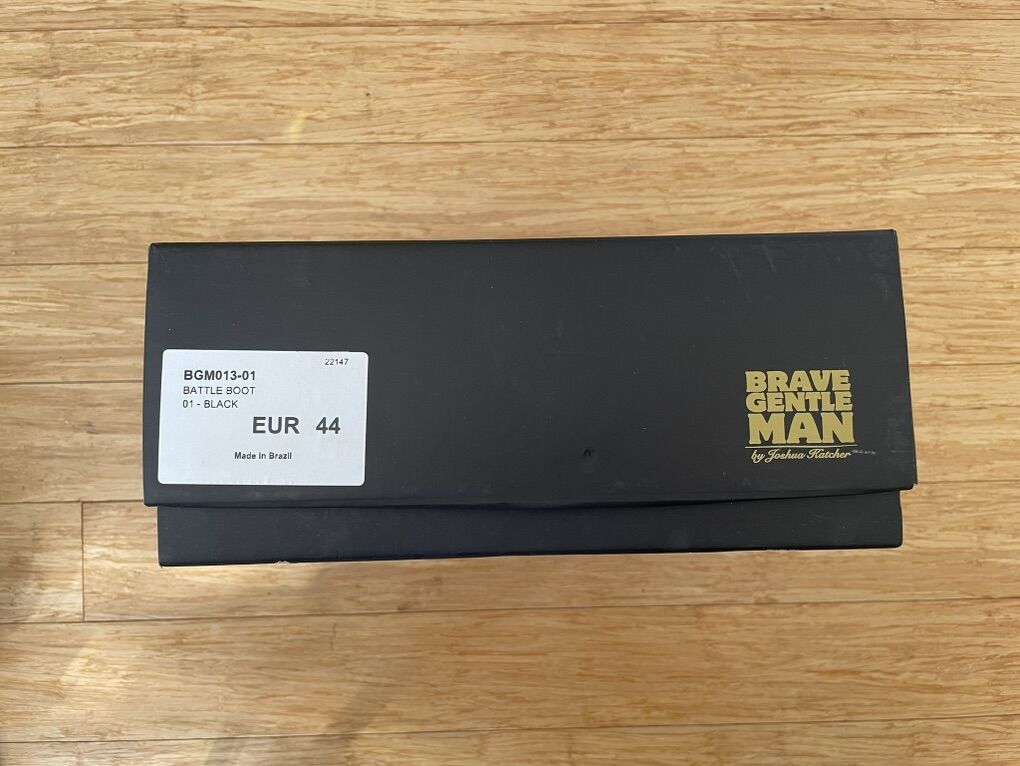 22147
BGM013-01
BATTLE BOOT
01 - BLACK
EUR 44
Made In Brazil
BRAVE
GENTLE
MAN
by Joshua Katcher